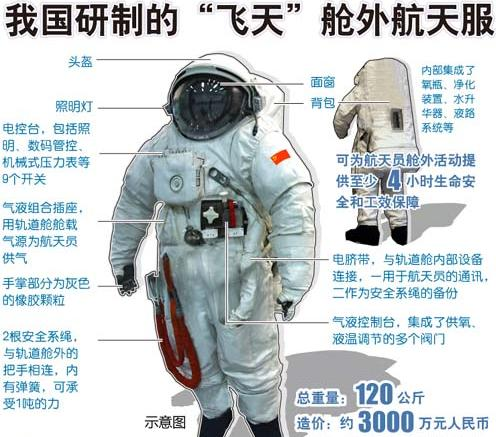 我国研制的“飞天”舱外航天服
头盔
照明灯
电控台，包括照
明、数码管控、
机械式压力表等
9个开关
气液组合插座，
用轨道舱舱载
气源为航天员
供气
手掌部分为灰色
的橡胶颗粒
2根安全系绳，
与轨道舱外的
把手相连，内
有弹簧，可承
受1吨的力
示意图
面窗
背包
内部集成了
氧瓶、净化
装置、水升
华器、液路
系统等
可为航天员舱外活动提
供至少 4 小时生命安
全和工效保障
电脐带，与轨道舱内部设备
连接，一用于航天员的通讯，
二作为安全系绳的备份
气液控制台，集成了供氧、
液温调节的多个阀门
总重量：120公斤
造价：约3000万元人民币